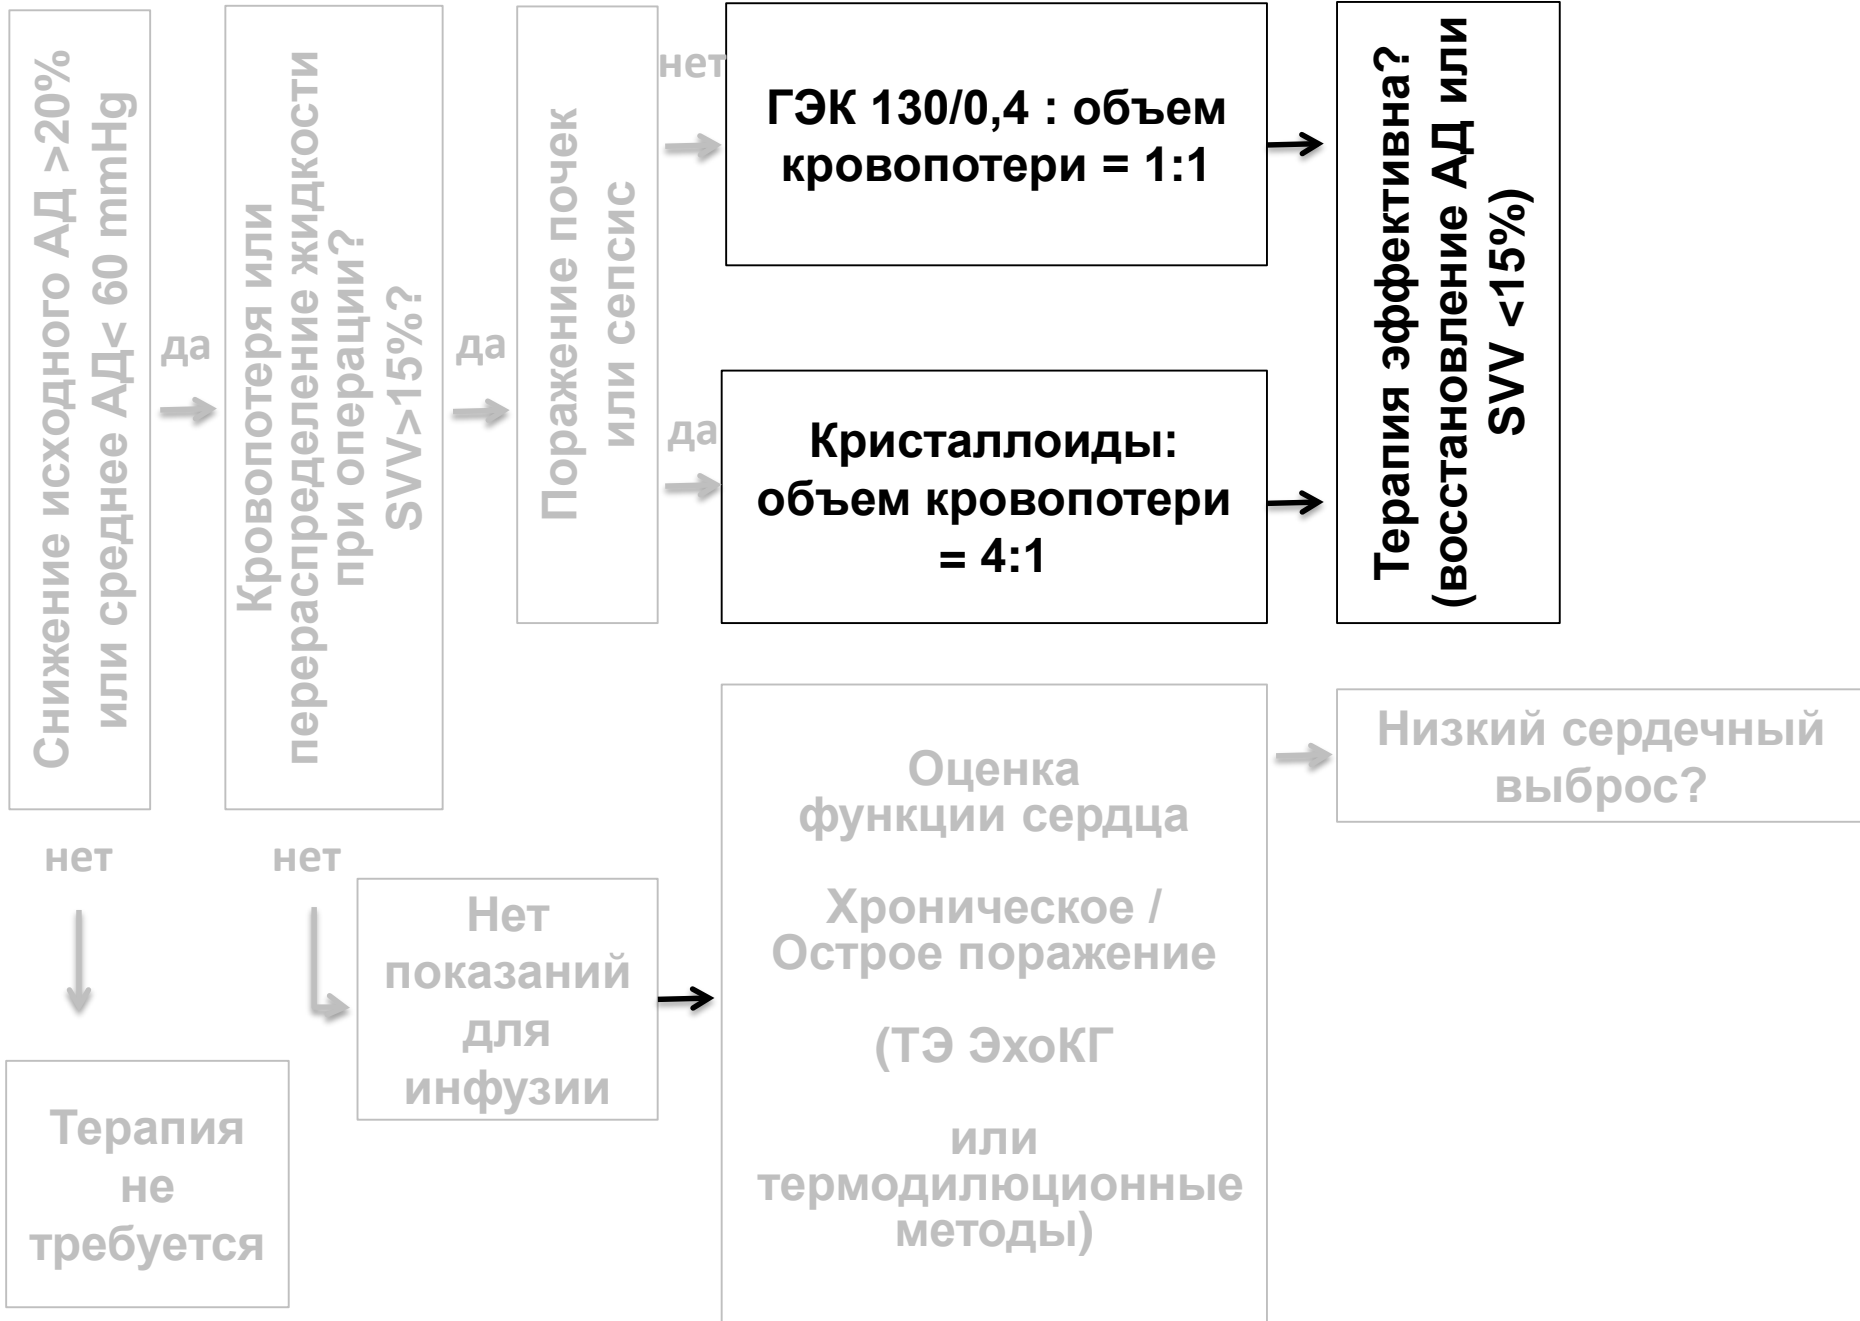 Снижение исходного АД >20%
или среднее АД< 60 mmHg
да
Кровопотеря или
перераспределение жидкости
при операции?
SVV>15%?
да
Поражение почек
или сепсис
нет
ГЭК 130/0,4 : объем
кровопотери = 1:1
да
Кристаллоиды:
объем кровопотери
= 4:1
Терапия эффективна?
(восстановление АД или
SVV <15%)
нет
Терапия
не
требуется
нет
Нет
показаний
для
инфузии
Оценка
функции сердца
Хроническое /
Острое поражение
(ТЭ ЭхоКГ
или
термодилюционные
методы)
Низкий сердечный
выброс?